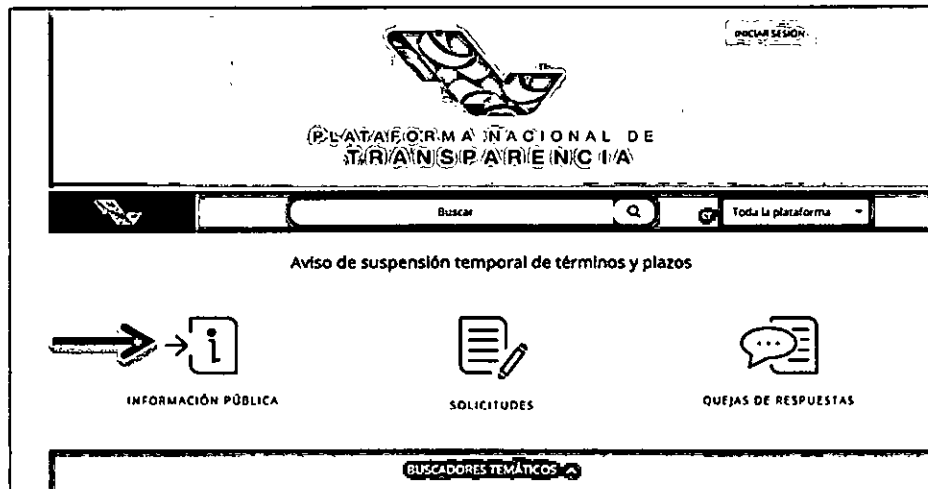 INICIAR SESIÓN
PLATAFORMA NACIONAL DE
TRANSPARENCIA
Buscar
Toda la plataforma
Aviso de suspensión temporal de términos y plazos
INFORMACIÓN PÚBLICA
SOLICITUDES
QUEJAS DE RESPUESTAS
BUSCADORES TEMÁTICOS